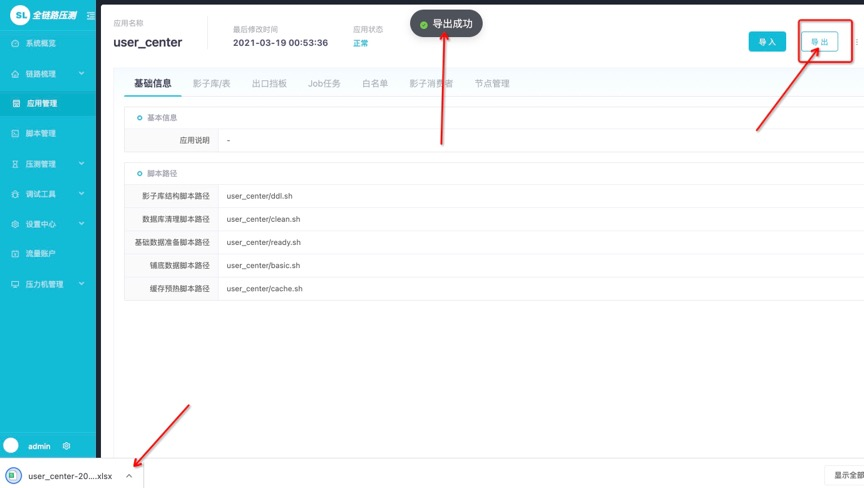 SL 全链路压测
系统概览
链路梳理
应用管理
脚本管理
压测管理
调试工具
设置中心
流量账户
压力机管理
admin
应用名称
user_center
最后修改时间
2021-03-19 00:53:36
应用状态
正常
导出成功
导 入
导 出
基础信息
影子库/表
出口挡板
Job任务
白名单
影子消费者
节点管理
基本信息
应用说明
-
脚本路径
影子库结构脚本路径
user_center/ddl.sh
数据库清理脚本路径
user_center/clean.sh
基础数据准备脚本路径
user_center/ready.sh
铺底数据脚本路径
user_center/basic.sh
缓存预热脚本路径
user_center/cache.sh
user_center-20....xlsx
显示全部